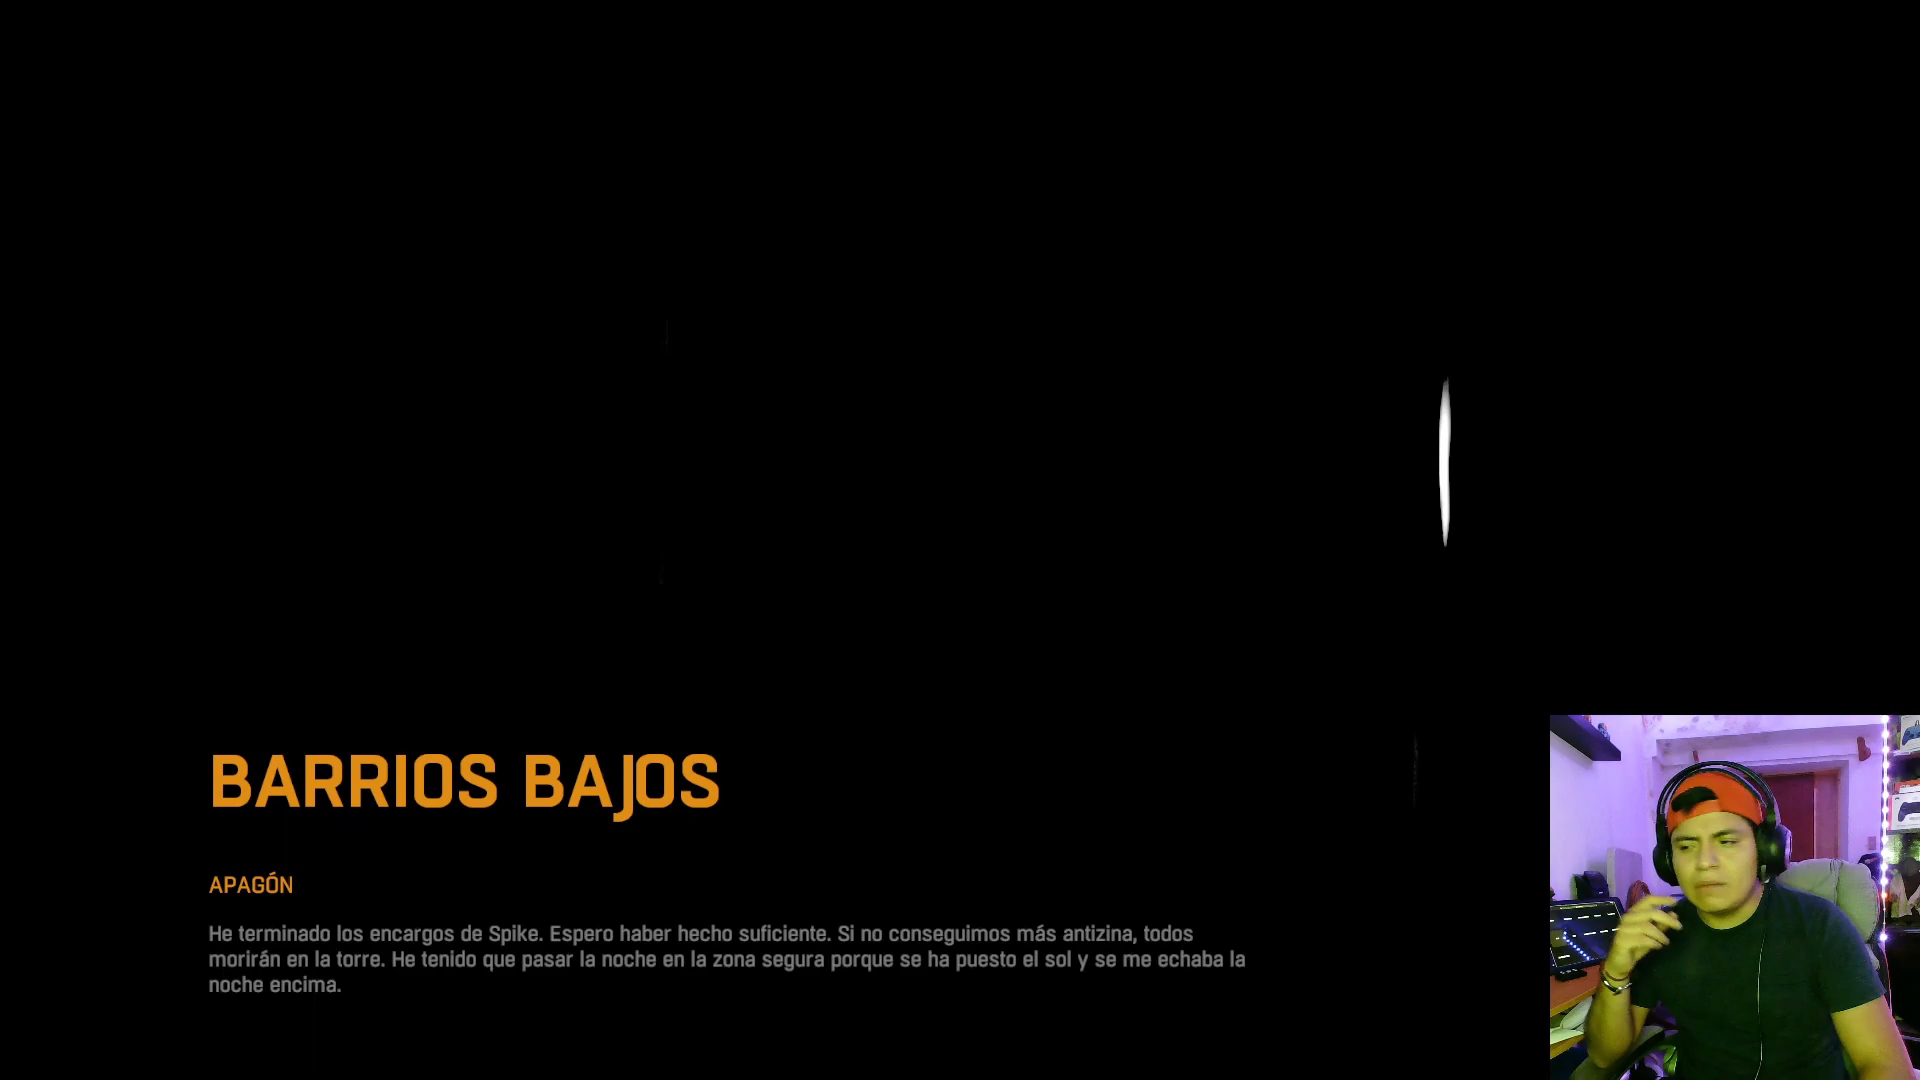 BARRIOS BAJOS
APAGÓN
He terminado los encargos de Spike. Espero haber hecho suficiente. Si no conseguimos más antizina, todos
morirán en la torre. He tenido que pasar la noche en la zona segura porque se ha puesto el sol y se me echaba la
noche encima.